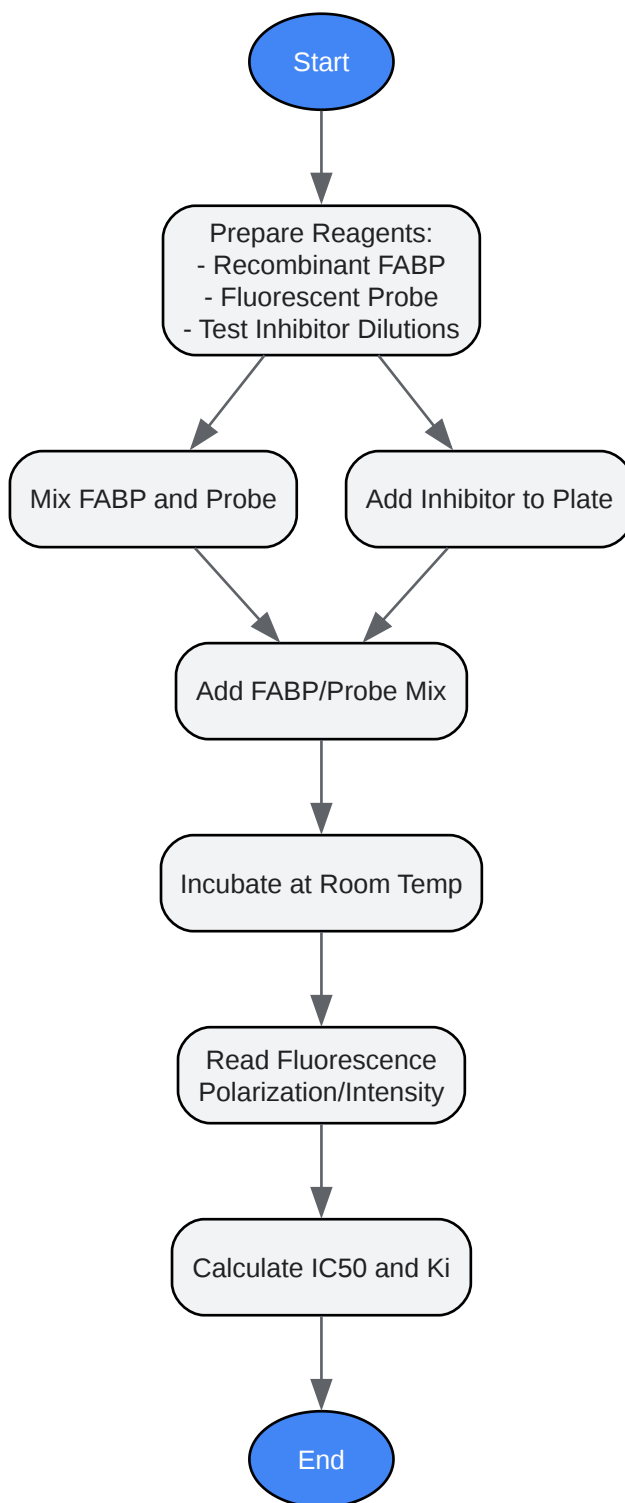 Start
Prepare Reagents:
- Recombinant FABP
- Fluorescent Probe
- Test Inhibitor Dilutions
Mix FABP and Probe
Add Inhibitor to Plate
Add FABP/Probe Mix
Incubate at Room Temp
Read Fluorescence
Polarization/Intensity
Calculate IC50 and Ki
End